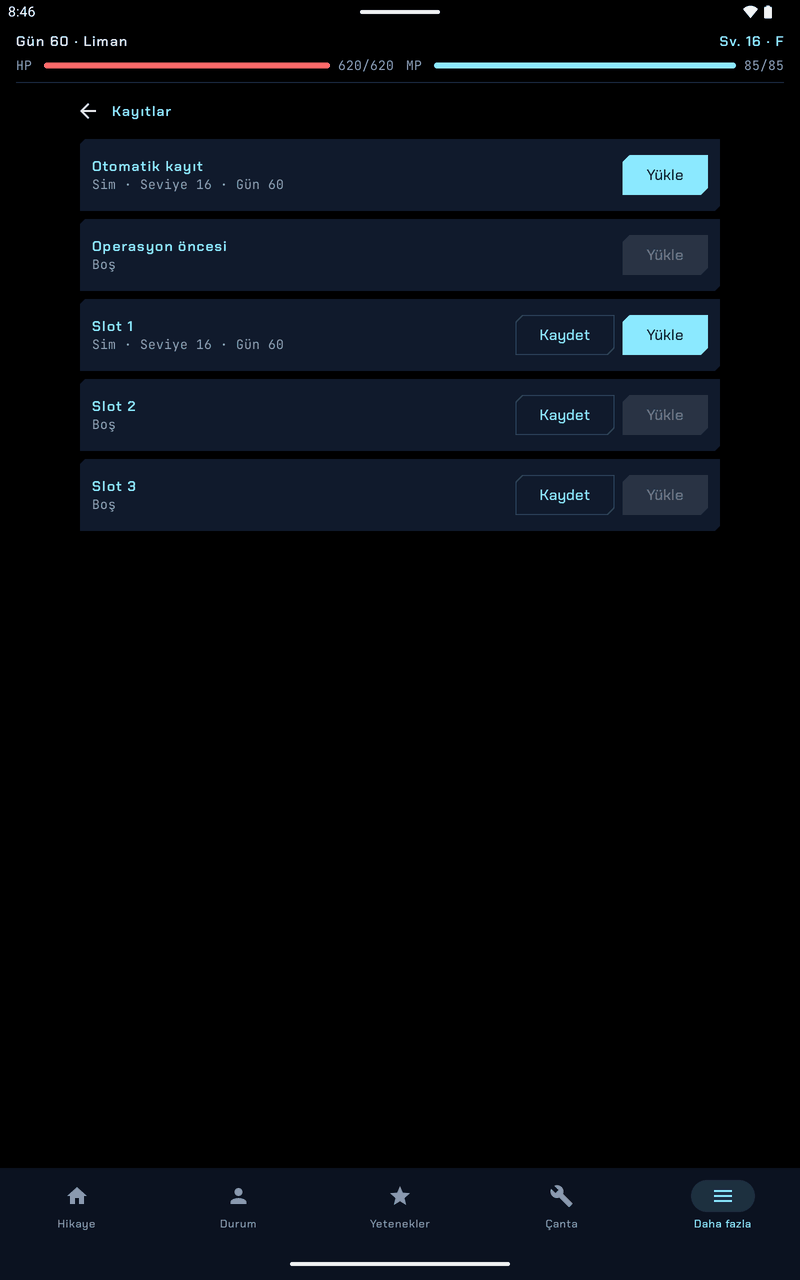 8:46
Gün 60 · Liman
Sv. 16 · F
HP 620/620 MP 85/85
Kayıtlar
Otomatik kayıt
Sim · Seviye 16 · Gün 60
Yükle
Operasyon öncesi
Boş
Yükle
Slot 1
Sim · Seviye 16 · Gün 60
Kaydet
Yükle
Slot 2
Boş
Kaydet
Yükle
Slot 3
Boş
Kaydet
Yükle
Hikaye
Durum
Yetenekler
Çanta
Daha fazla